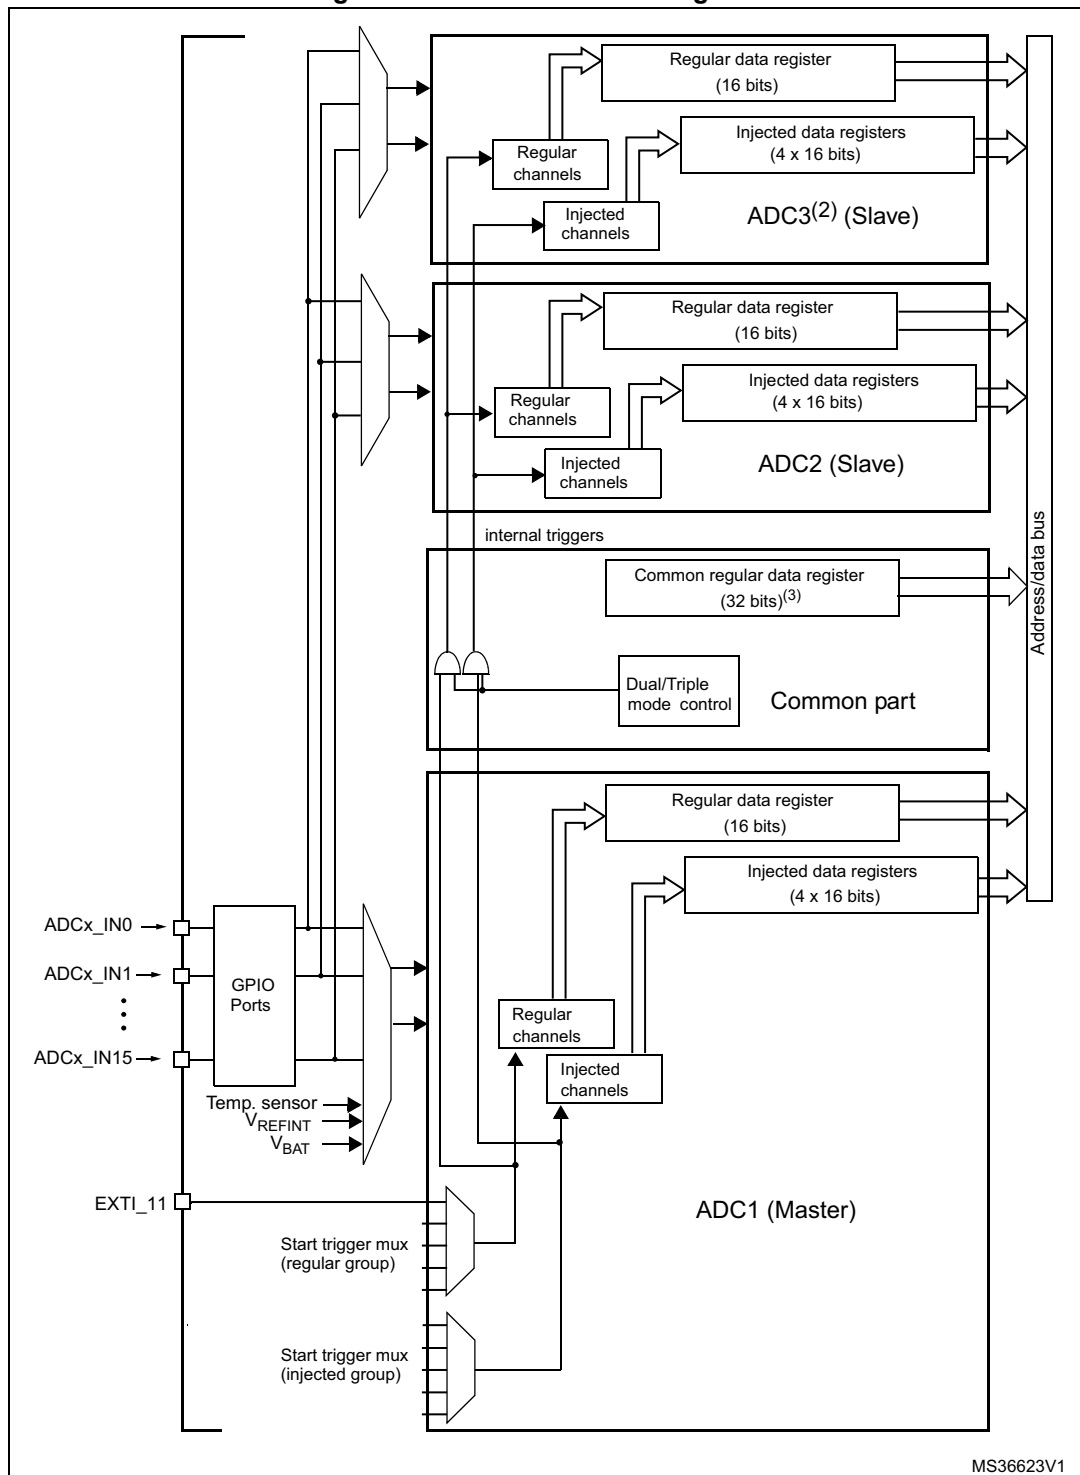 Regular data register
(16 bits)
Injected data registers
(4 x 16 bits)
Regular
channels
Injected
channels
ADC3(2) (Slave)
Regular data register
(16 bits)
Injected data registers
(4 x 16 bits)
Regular
channels
Injected
channels
ADC2 (Slave)
internal triggers
Common regular data register
(32 bits)(3)
Dual/Triple
mode control
Common part
Address/data bus
Regular data register
(16 bits)
Injected data registers
(4 x 16 bits)
ADCx_IN0
ADCx_IN1
ADCx_IN15
GPIO
Ports
Regular
channels
Injected
channels
Temp. sensor
VREFINT
VBAT
EXTI_11
ADC1 (Master)
Start trigger mux
(regular group)
Start trigger mux
(injected group)
MS36623V1